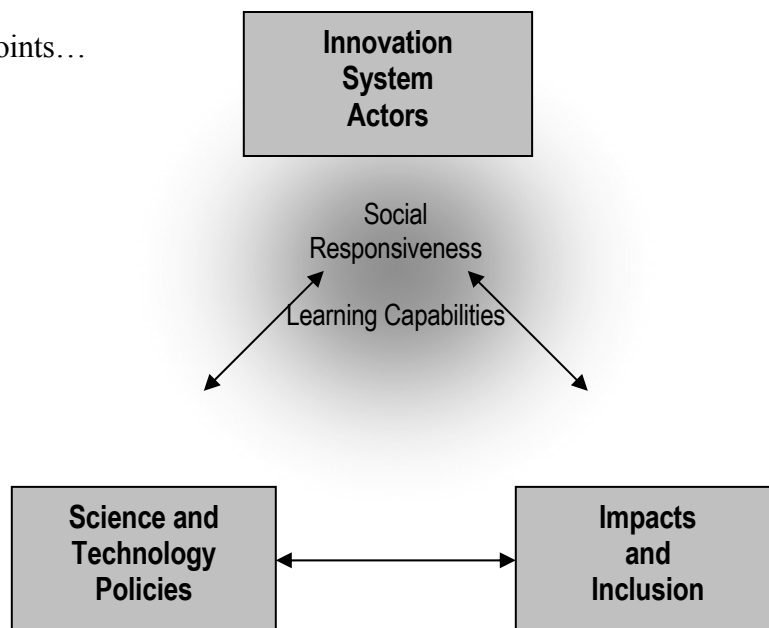 oints…
Innovation
System
Actors
Social
Responsiveness
Learning Capabilities
Science and
Technology
Policies
Impacts
and
Inclusion